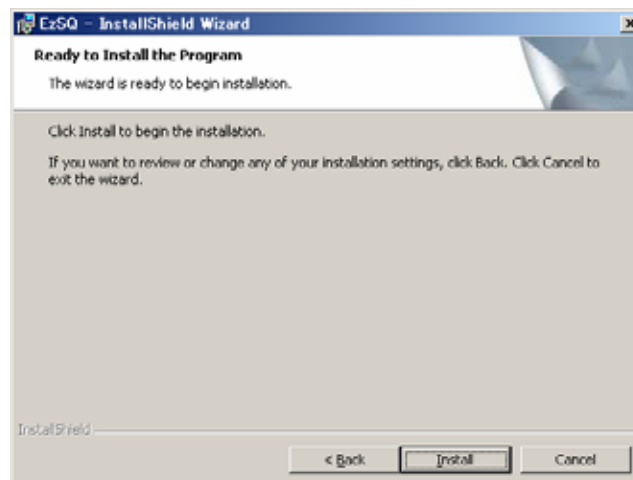 EzSQ - InstallShield Wizard
Ready to Install the Program
The wizard is ready to begin installation.
Click Install to begin the installation.
If you want to review or change any of your installation settings, click Back. Click Cancel to
exit the wizard.
InstallShield
< Back Install Cancel